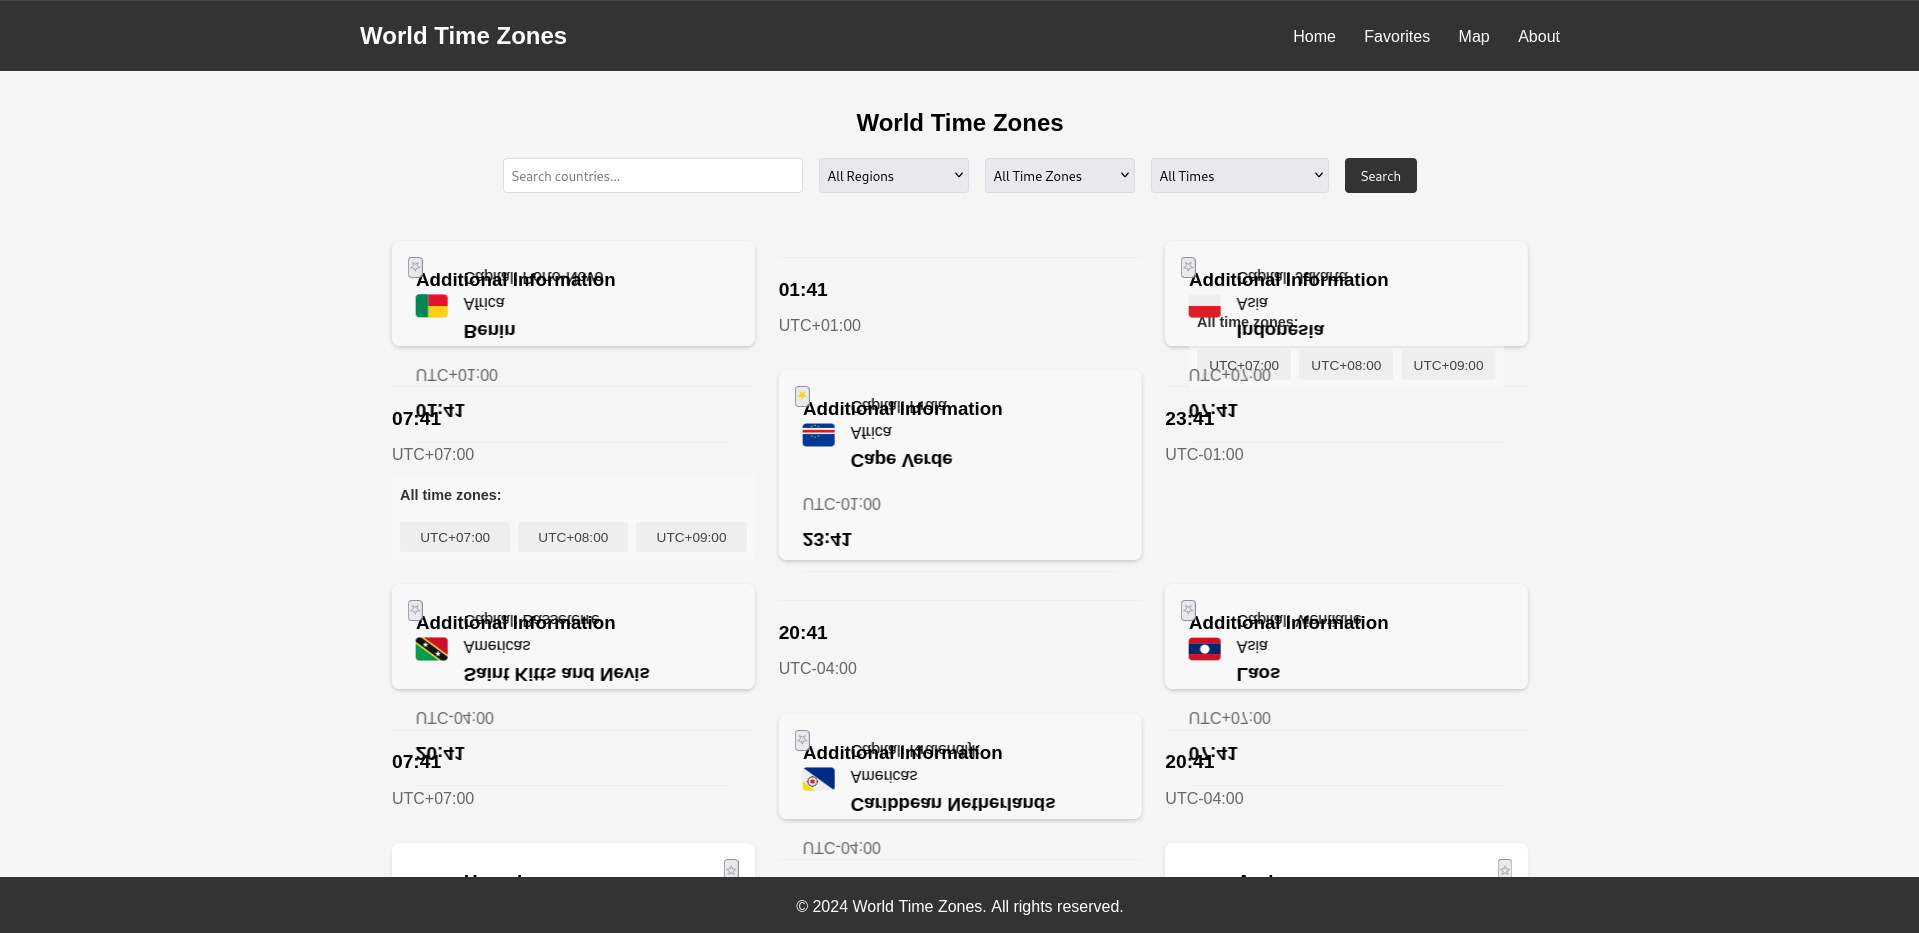 World Time Zones
Home Favorites Map About
World Time Zones
Search countries...
All Regions
All Time Zones
All Times
Search
Additional Information
Capital: Porto-Novo
Africa
Benin
UTC+01:00
01:41
01:41
UTC+01:00
Additional Information
Capital: Jakarta
Asia
Indonesia
All time zones:
UTC+07:00 UTC+08:00 UTC+09:00
UTC+07:00
07:41
07:41
UTC+07:00
All time zones:
UTC+07:00 UTC+08:00 UTC+09:00
Additional Information
Capital: Praia
Africa
Cape Verde
UTC-01:00
23:41
23:41
UTC-01:00
Additional Information
Capital: Basseterre
Americas
Saint Kitts and Nevis
UTC-04:00
20:41
20:41
UTC-04:00
Additional Information
Capital: Vientiane
Asia
Laos
UTC+07:00
07:41
07:41
UTC+07:00
Additional Information
Capital: Kralendijk
Americas
Caribbean Netherlands
UTC-04:00
20:41
UTC-04:00
© 2024 World Time Zones. All rights reserved.